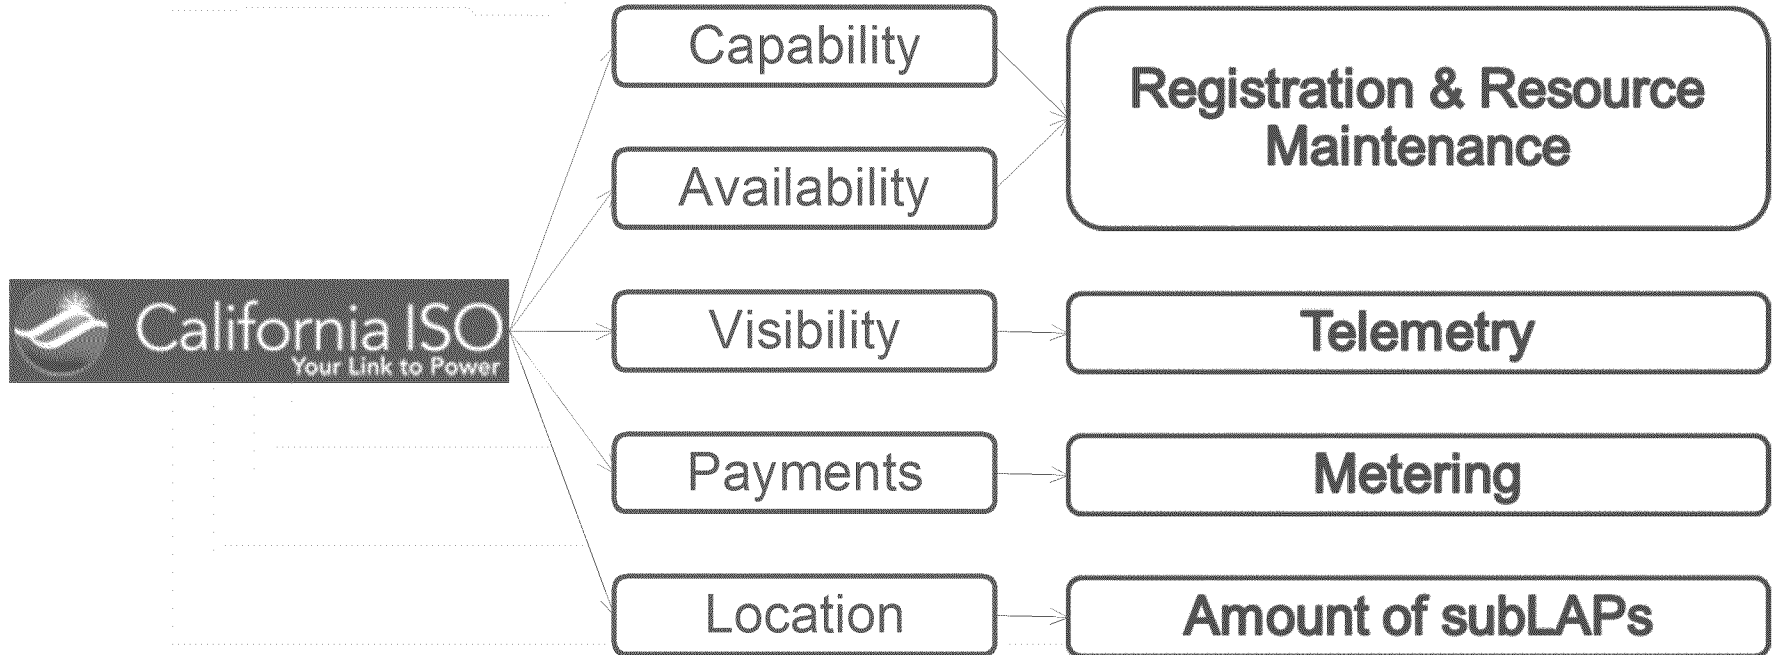 Capability
Registration & Resource
Maintenance
Availability
California ISO
Your Link to Power
Visibility
Telemetry
Payments
Metering
Location
Amount of subLAPs